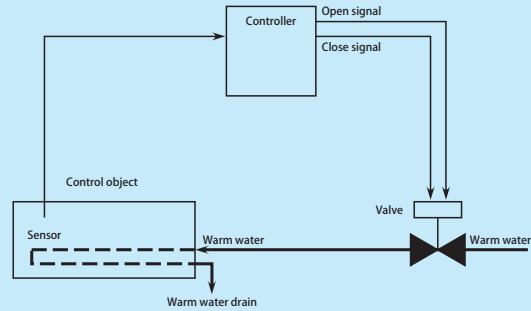 Controller
Open signal
Close signal
Control object
Sensor
Valve
Warm water
Warm water
Warm water drain